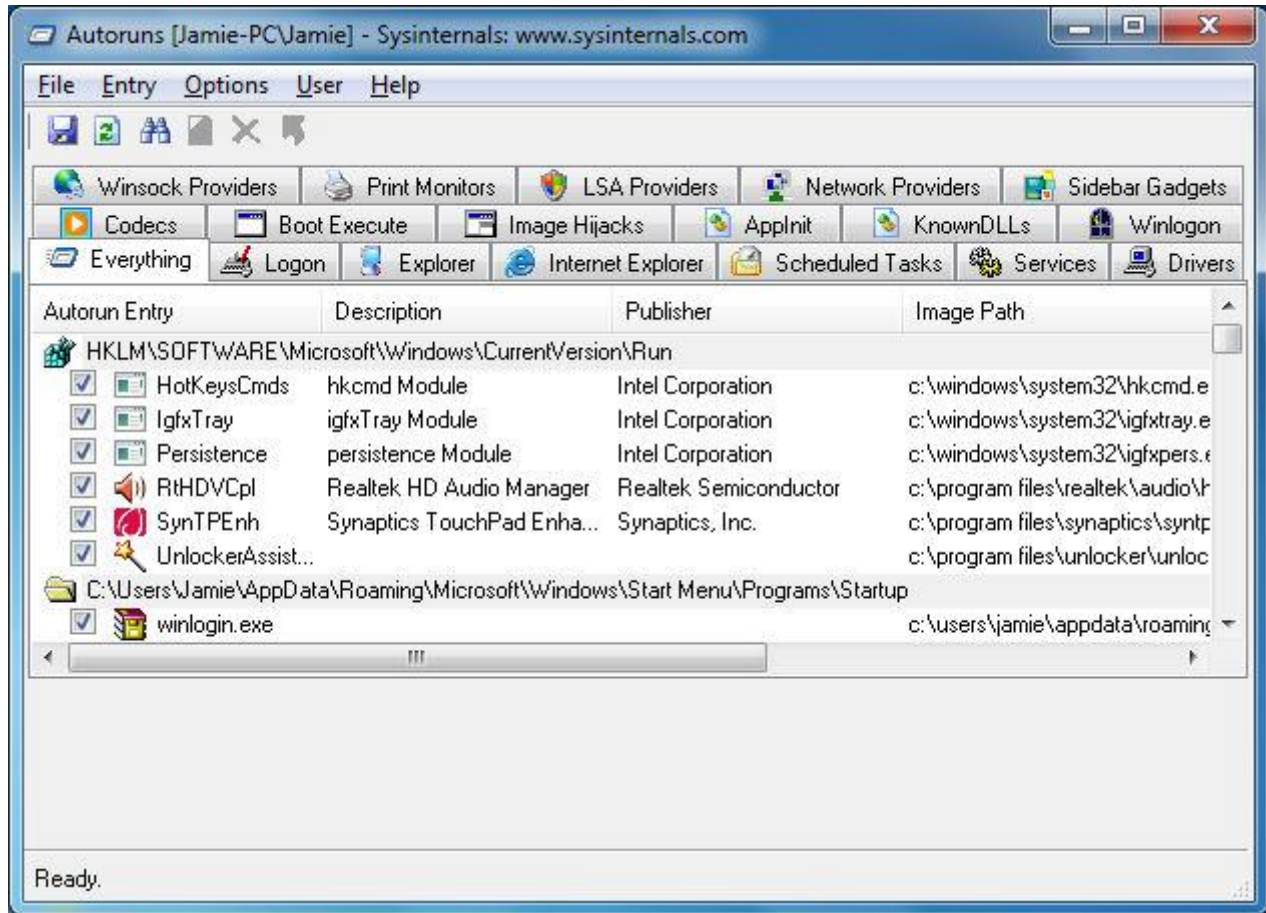 Autoruns [Jamie-PC\Jamie] - Sysinternals: www.sysinternals.com
File Entry Options User Help
Winsock Providers Print Monitors LSA Providers Network Providers Sidebar Gadgets
Codecs Boot Execute Image Hijacks AppInit KnownDLLs Winlogon
Everything Logon Explorer Internet Explorer Scheduled Tasks Services Drivers
Autorun Entry Description Publisher Image Path
HKLM\SOFTWARE\Microsoft\Windows\CurrentVersion\Run
HotKeysCmds hkcmd Module Intel Corporation c:\windows\system32\hkcmd.e
IgfxTray igfxTray Module Intel Corporation c:\windows\system32\igfxtray.e
Persistence persistence Module Intel Corporation c:\windows\system32\igfxpers.e
RtHDVCpl Realtek HD Audio Manager Realtek Semiconductor c:\program files\realtek\audio\h
SynTPEnh Synaptics TouchPad Enha... Synaptics, Inc. c:\program files\synaptics\syntp
UnlockerAssist... c:\program files\unlocker\unloc
C:\Users\Jamie\AppData\Roaming\Microsoft\Windows\Start Menu\Programs\Startup
winlogin.exe c:\users\jamie\appdata\roaming
Ready.